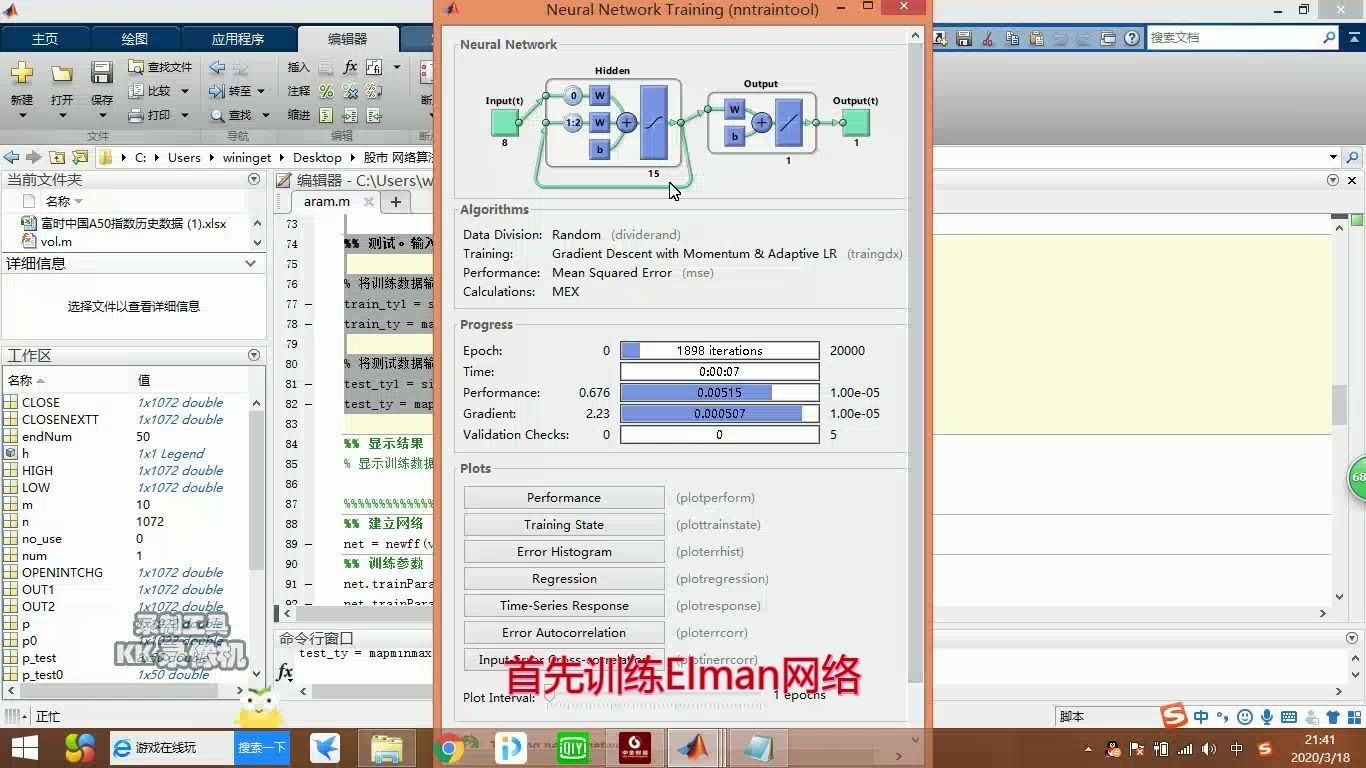 Neural Network Training (nntraintool)
主页
绘图
应用程序
编辑器
搜索文档
新建
打开
保存
查找文件
比较
打印
转至
查找
插入
注释
缩进
文件
导航
编辑
C:
Users
wininget
Desktop
股市 网络算法
当前文件夹
名称
富时中国A50指数历史数据 (1).xlsx
vol.m
详细信息
选择文件以查看详细信息
工作区
名称
值
CLOSE 1x1072 double
CLOSENEXTT 1x1072 double
endNum 50
h 1x1 Legend
HIGH 1x1072 double
LOW 1x1072 double
m 10
n 1072
no_use 0
num 1
OPENINTCHG 1x1072 double
OUT1 1x1072 double
OUT2 1x1072 double
p
p0
p_test
p_test0 1x50 double
KK录像机
正忙
编辑器 - C:\Users\w
aram.m
73
74 %% 测试。输入
75
76 % 将训练数据输
77 train_ty1 = s
78 train_ty = ma
79
80 % 将测试数据输
81 test_ty1 = si
82 test_ty = map
83
84 %% 显示结果
85 % 显示训练数据
86
87 %%%%%%%%%%%%%
88 %% 建立网络
89 net = newff(v
90 %% 训练参数
91 net.trainPara
92 net.trainPara
命令行窗口
test_ty = mapminmax
fx
Neural Network
Hidden
Output
Input(t)
Output(t)
0
W
1:2
W
b
W
b
8
15
1
1
Algorithms
Data Division: Random (dividerand)
Training: Gradient Descent with Momentum & Adaptive LR (traingdx)
Performance: Mean Squared Error (mse)
Calculations: MEX
Progress
Epoch: 0 1898 iterations 20000
Time: 0:00:07
Performance: 0.676 0.00515 1.00e-05
Gradient: 2.23 0.000507 1.00e-05
Validation Checks: 0 0 5
Plots
Performance (plotperform)
Training State (plottrainstate)
Error Histogram (ploterrhist)
Regression (plotregression)
Time-Series Response (plotresponse)
Error Autocorrelation (ploterrcorr)
Input-Error Cross-correlation (plotinerrcorr)
首先训练Elman网络
Plot Interval: 1 epochs
脚本
中
68
游戏在线玩
搜索一下
QIY
中
21:41
2020/3/18